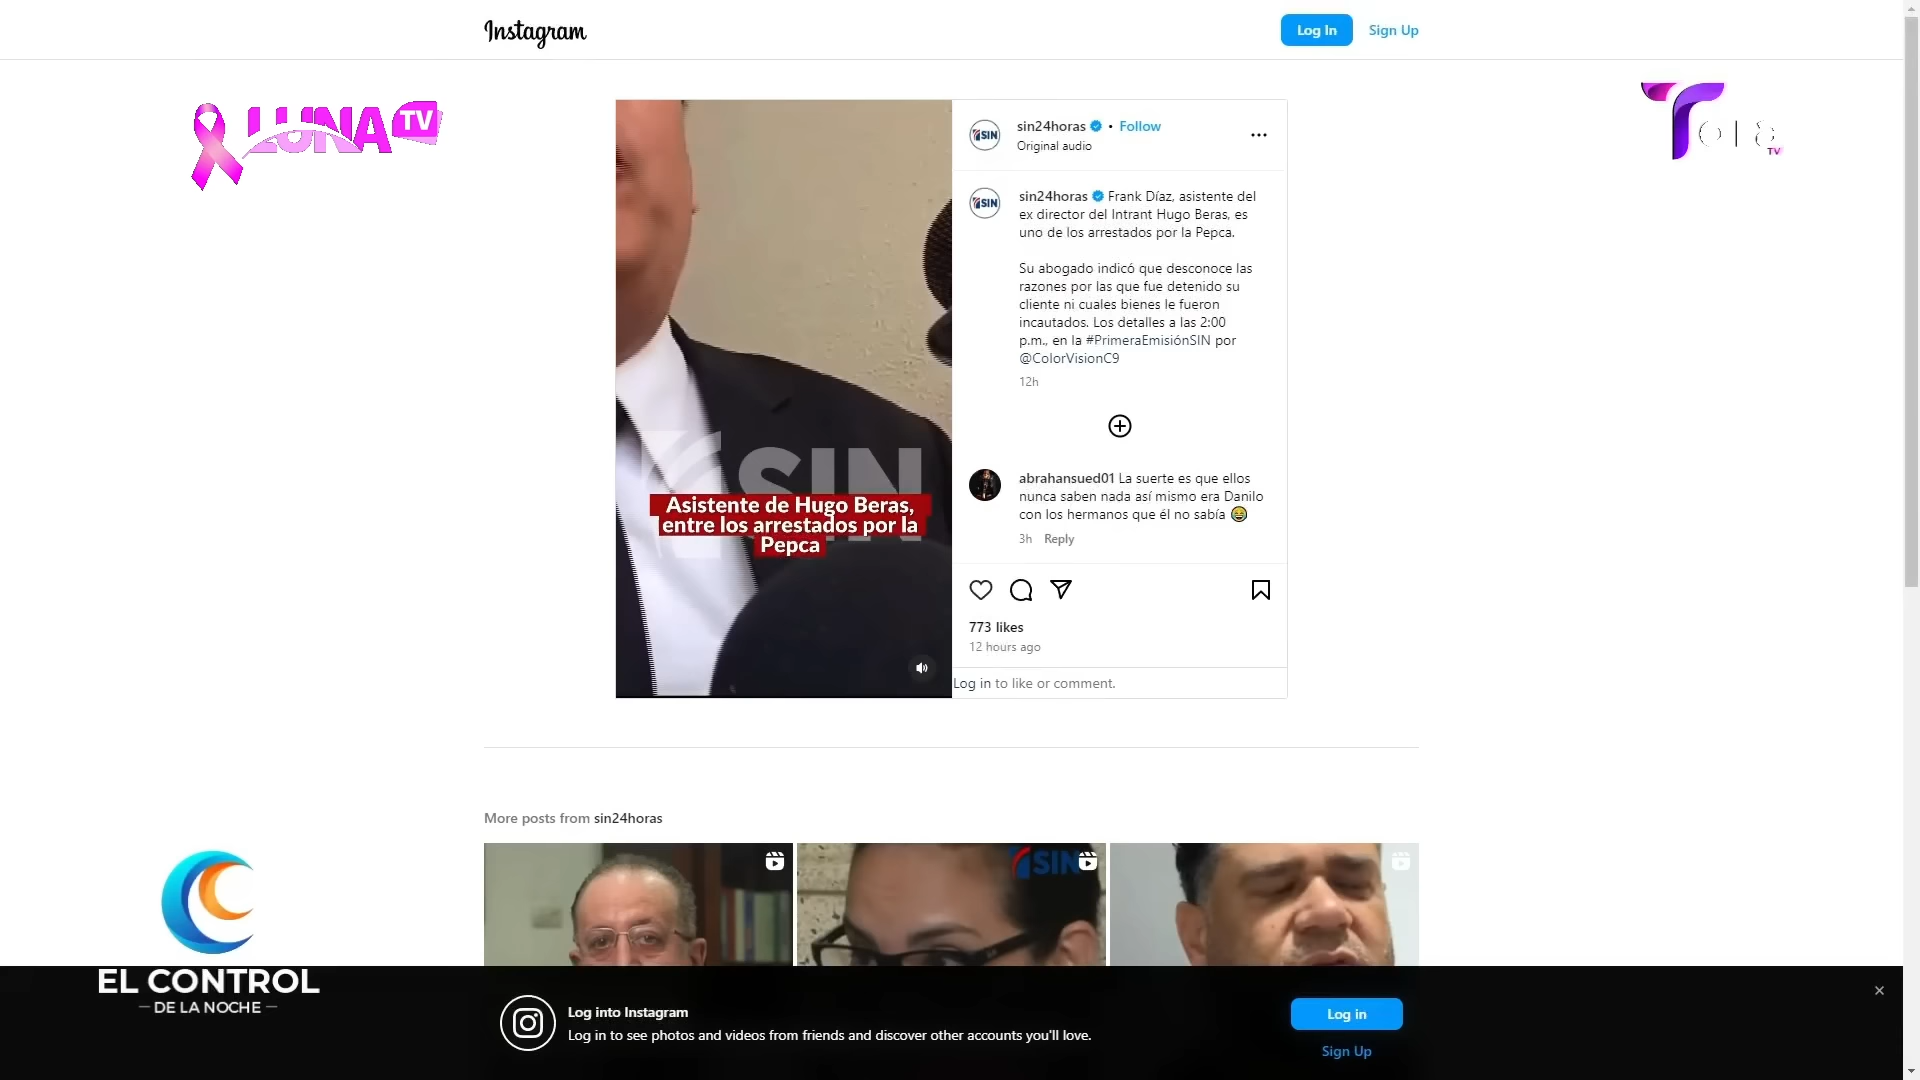 Instagram
Log In
Sign Up
LUNA TV
Tora TV
sin24horas • Follow
Original audio
SIN
SIN
sin24horas Frank Díaz, asistente del
ex director del Intrant Hugo Beras, es
uno de los arrestados por la Pepca.
Su abogado indicó que desconoce las
razones por las que fue detenido su
cliente ni cuales bienes le fueron
incautados. Los detalles a las 2:00
p.m., en la #PrimeraEmisiónSIN por
@ColorVisionC9
12h
abrahansued01 La suerte es que ellos
nunca saben nada así mismo era Danilo
con los hermanos que él no sabía 😂
3h Reply
SIN
Asistente de Hugo Beras,
entre los arrestados por la
Pepca
773 likes
12 hours ago
Log in to like or comment.
More posts from sin24horas
SIN
EL CONTROL
DE LA NOCHE
Log into Instagram
Log in to see photos and videos from friends and discover other accounts you'll love.
Log in
Sign Up